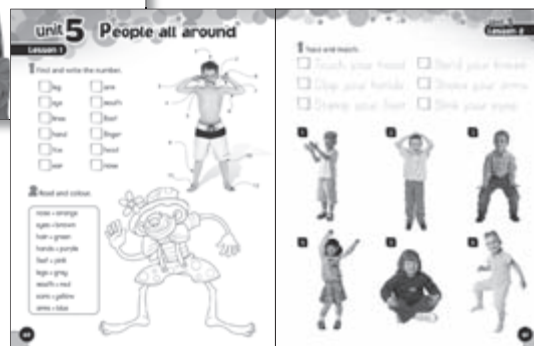 Unit 5 People all around
Lesson 1
1 Find and write the number.
leg
arm
eye
mouth
knee
foot
hand
finger
toe
head
ear
nose
2 Read and colour.
nose = orange
eyes = brown
hair = green
hands = purple
feet = pink
legs = grey
mouth = red
ears = yellow
arms = blue
Unit 5
Lesson 2
1 Trace and match.
Touch your head
Bend your knees
Clap your hands
Shake your arms
Stamp your feet
Blink your eyes
1
2
3